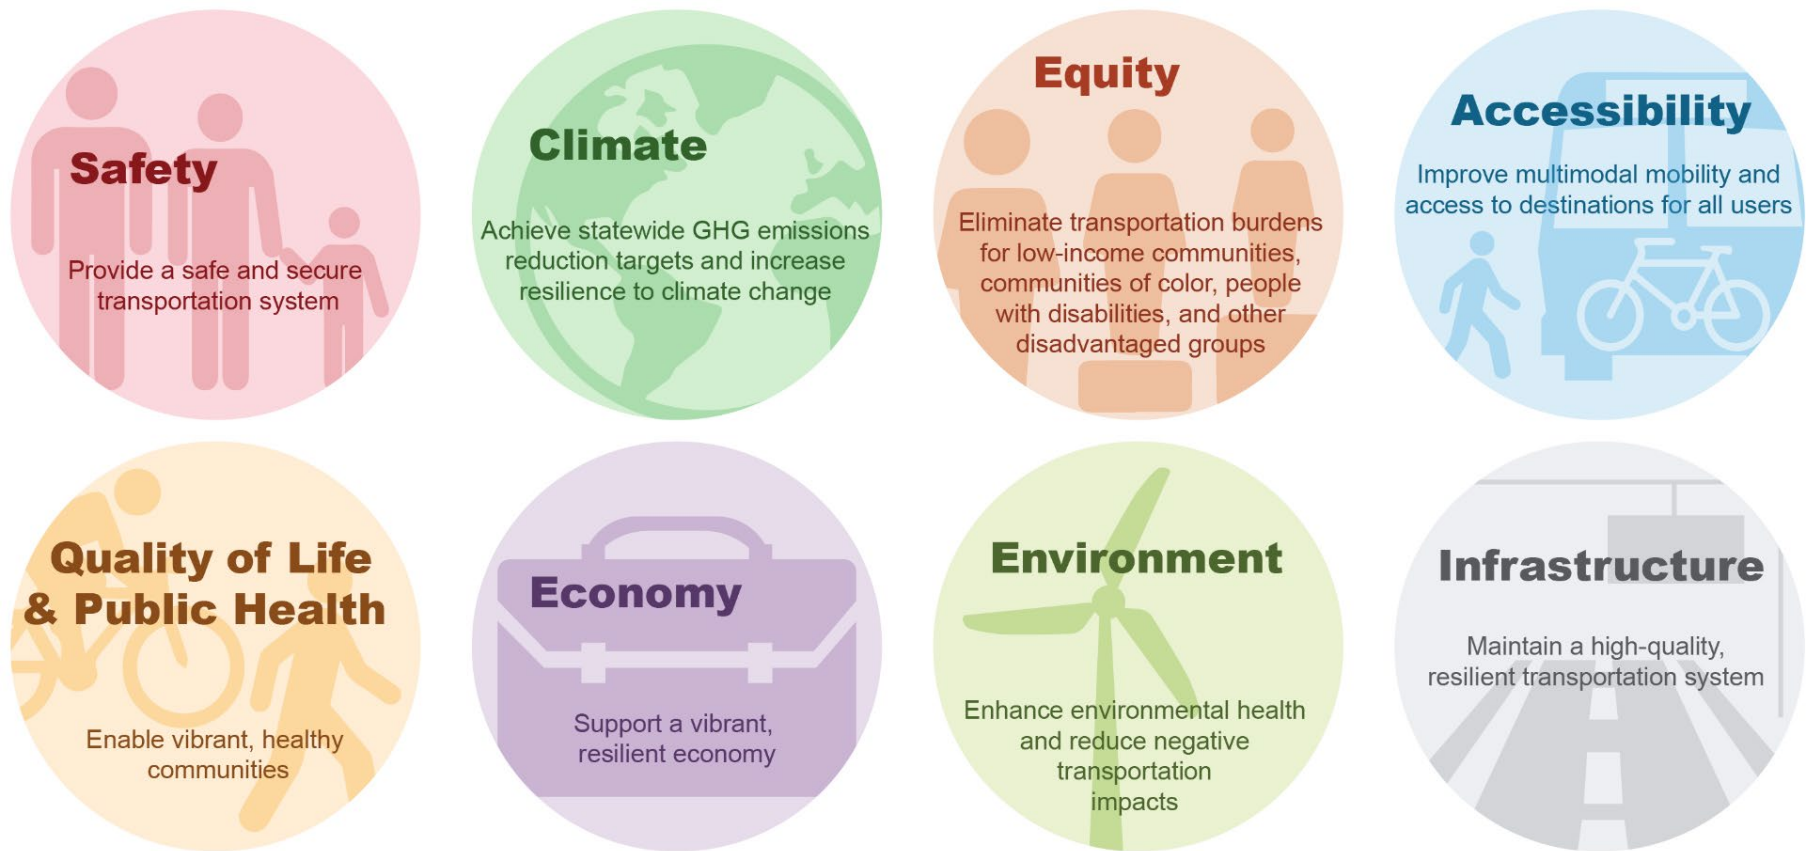 Safety
Provide a safe and secure
transportation system
Climate
Achieve statewide GHG emissions
reduction targets and increase
resilience to climate change
Equity
Eliminate transportation burdens
for low-income communities,
communities of color, people
with disabilities, and other
disadvantaged groups
Accessibility
Improve multimodal mobility and
access to destinations for all users
Quality of Life
& Public Health
Enable vibrant, healthy
communities
Economy
Support a vibrant,
resilient economy
Environment
Enhance environmental health
and reduce negative
transportation
impacts
Infrastructure
Maintain a high-quality,
resilient transportation system